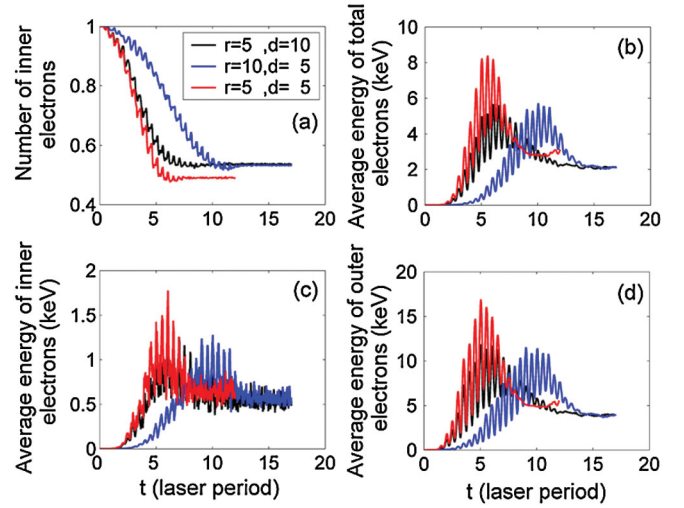 Number of inner
electrons
1
0.8
0.6
0.4
0 5 10 15 20
r=5 ,d=10
r=10,d= 5
r=5 ,d= 5
(a)
Average energy of total
electrons (keV)
10
8
6
4
2
0
0 5 10 15 20
(b)
Average energy of inner
electrons (keV)
2
1.5
1
0.5
0
0 5 10 15 20
t (laser period)
(c)
Average energy of outer
electrons (keV)
20
15
10
5
0
0 5 10 15 20
t (laser period)
(d)